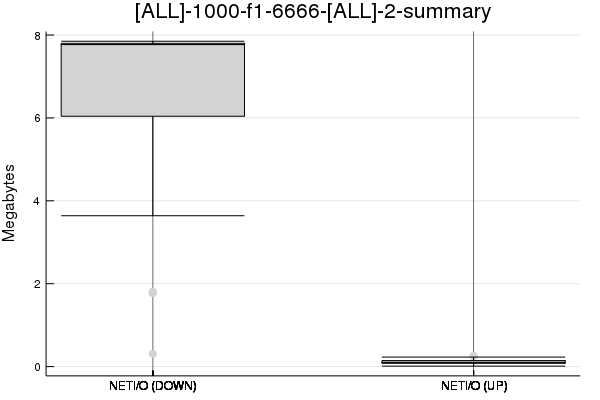 [ALL]-1000-f1-6666-[ALL]-2-summary
Megabytes
8
6
4
2
0
NETI/O (DOWN)
NETI/O (UP)